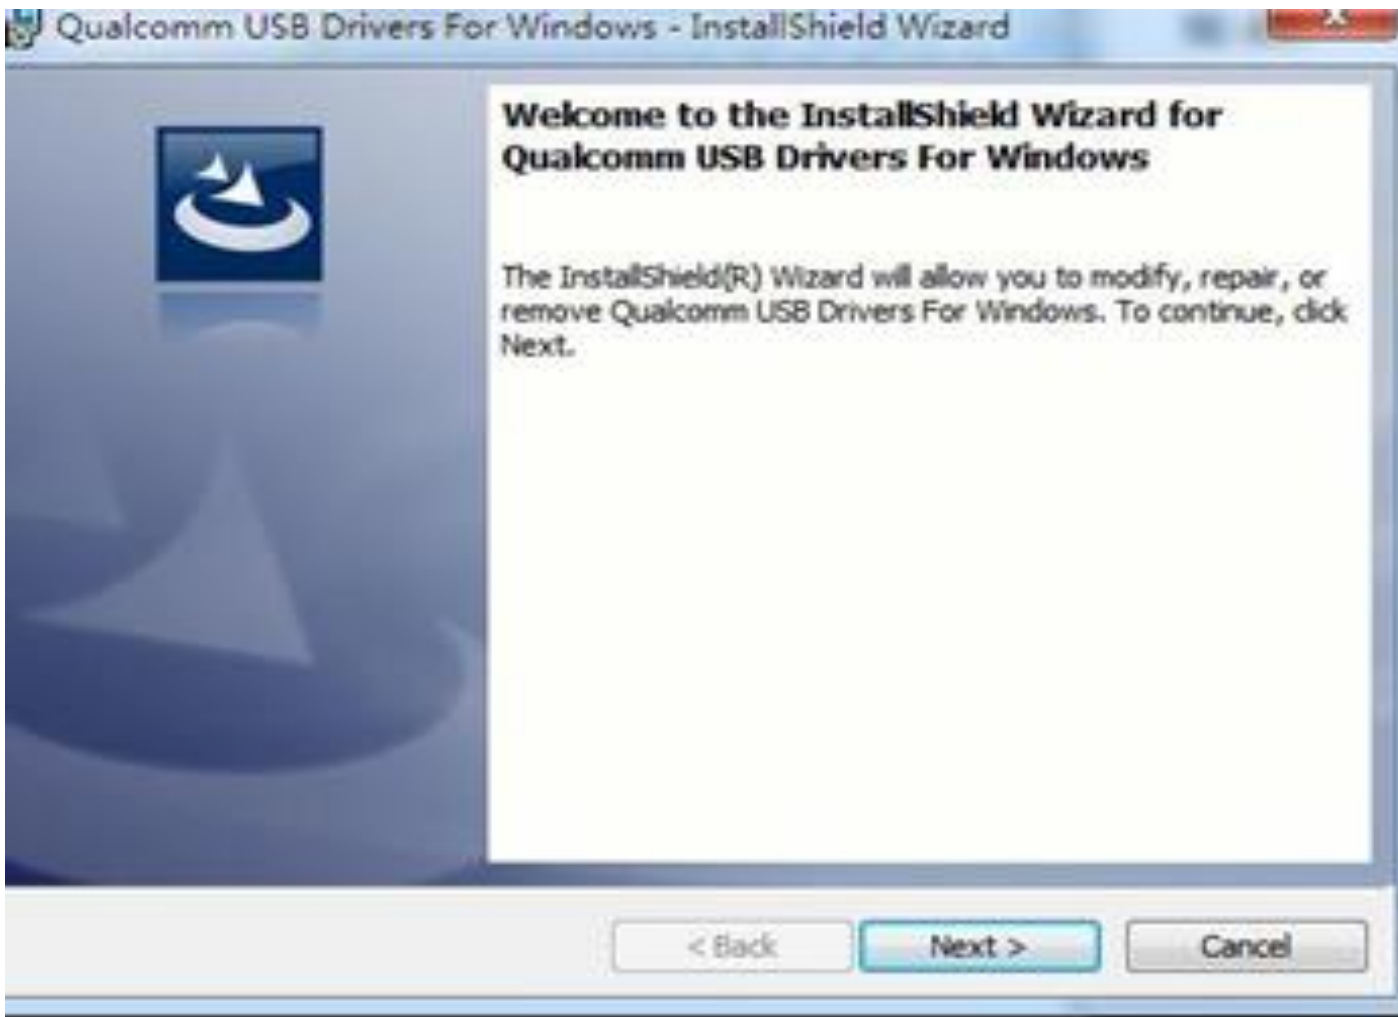 Qualcomm USB Drivers For Windows - InstallShield Wizard
Welcome to the InstallShield Wizard for
Qualcomm USB Drivers For Windows
The InstallShield(R) Wizard will allow you to modify, repair, or
remove Qualcomm USB Drivers For Windows. To continue, click
Next.
< Back
Next >
Cancel